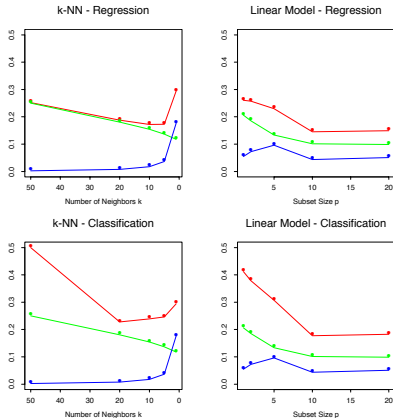 k-NN - Regression
0.0 0.1 0.2 0.3 0.4 0.5
50 40 30 20 10 0
Number of Neighbors k
Linear Model - Regression
0.0 0.1 0.2 0.3 0.4 0.5
5 10 15 20
Subset Size p
k-NN - Classification
0.0 0.1 0.2 0.3 0.4 0.5
50 40 30 20 10 0
Number of Neighbors k
Linear Model - Classification
0.0 0.1 0.2 0.3 0.4 0.5
5 10 15 20
Subset Size p